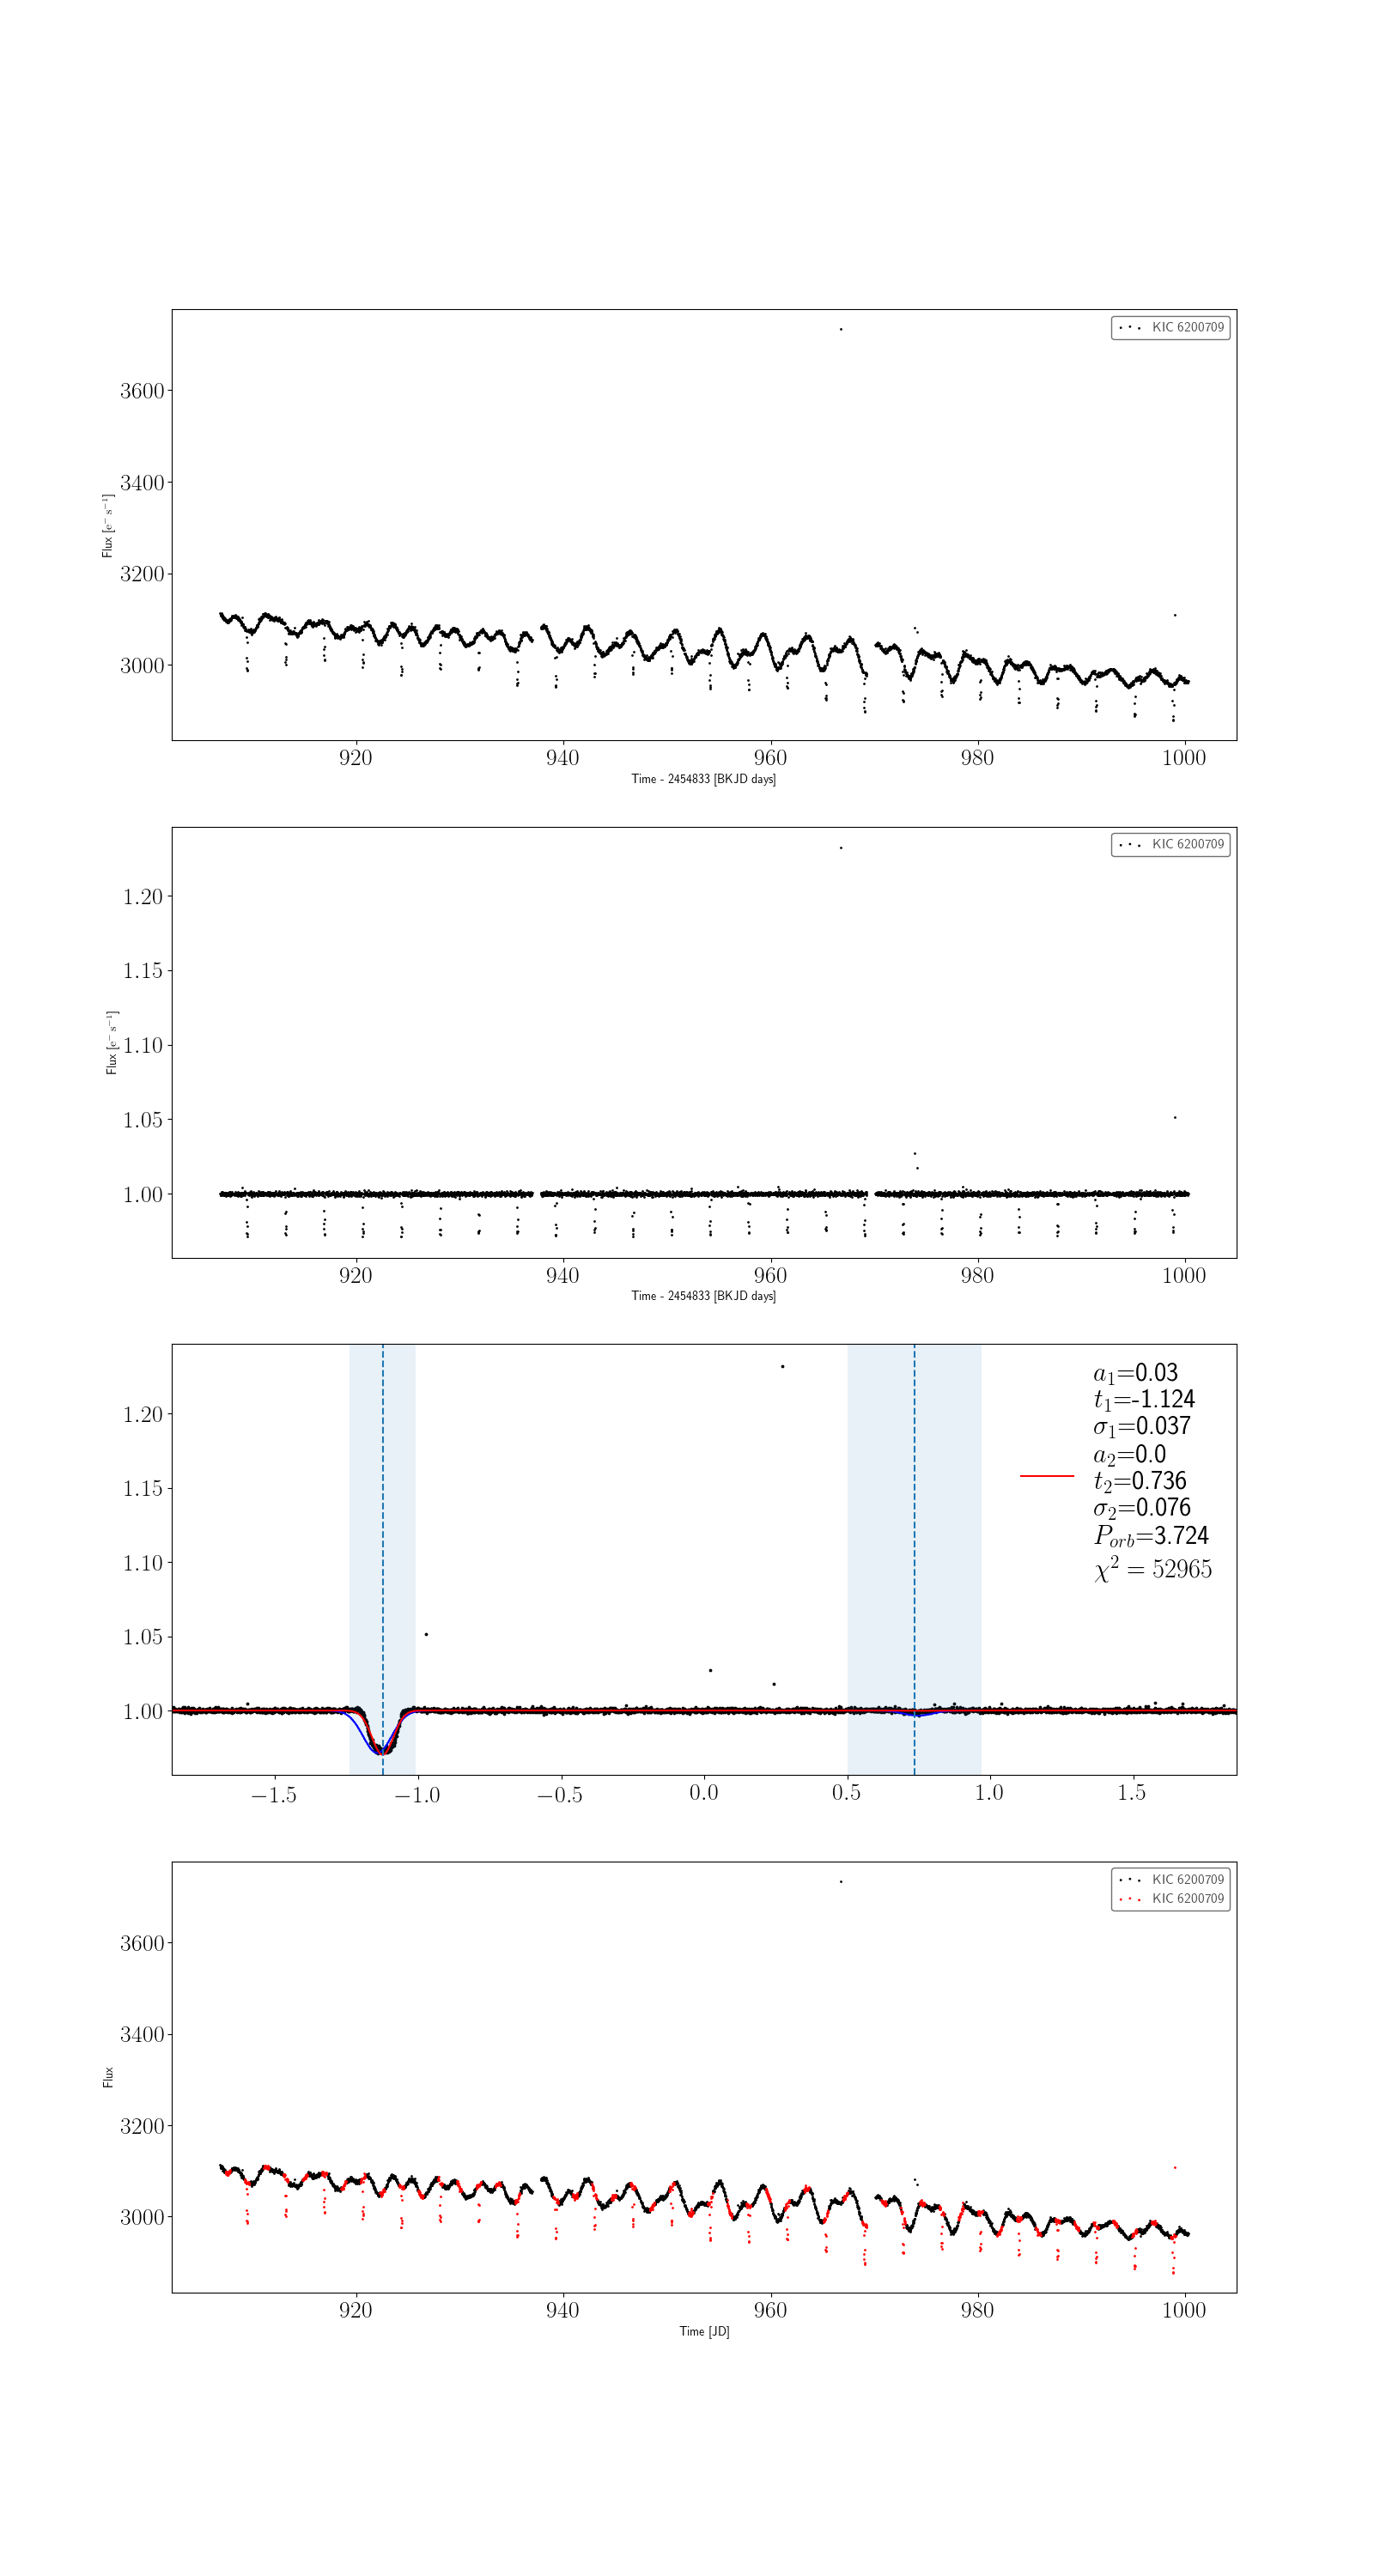 KIC 6200709
3600
3400
3200
3000
Flux [e⁻ s⁻¹]
920 940 960 980 1000
Time - 2454833 [BKJD days]
KIC 6200709
1.20
1.15
1.10
1.05
1.00
Flux [e⁻ s⁻¹]
920 940 960 980 1000
Time - 2454833 [BKJD days]
a₁=0.03
t₁=-1.124
σ₁=0.037
a₂=0.0
t₂=0.736
σ₂=0.076
P_orb=3.724
χ² = 52965
1.20
1.15
1.10
1.05
1.00
−1.5 −1.0 −0.5 0.0 0.5 1.0 1.5
KIC 6200709
KIC 6200709
3600
3400
3200
3000
Flux
920 940 960 980 1000
Time [JD]